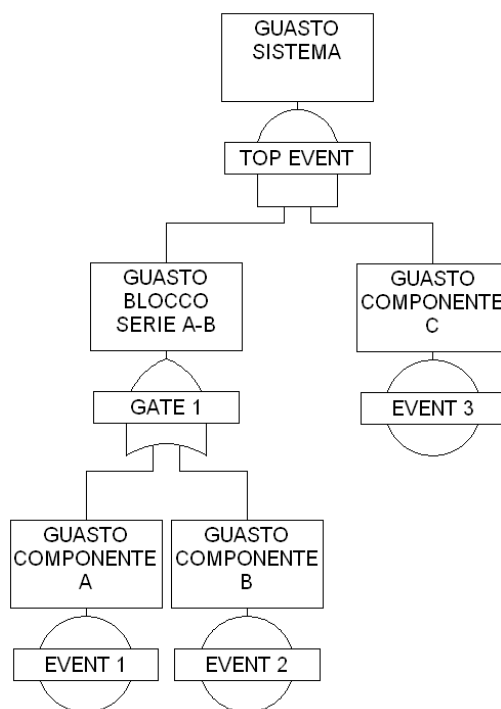 GUASTO
SISTEMA
TOP EVENT
GUASTO
BLOCCO
SERIE A-B
GUASTO
COMPONENTE
C
GATE 1
EVENT 3
GUASTO
COMPONENTE
A
GUASTO
COMPONENTE
B
EVENT 1
EVENT 2